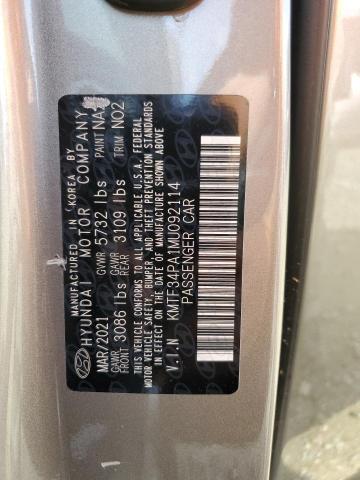 MANUFACTURED IN KOREA BY
HYUNDAI MOTOR COMPANY
MAR/2021 GVWR 5732 lbs PAINT NA
GAWR FRONT 3086 lbs GAWR REAR 3109 lbs TRIM NO2
THIS VEHICLE CONFORMS TO ALL APPLICABLE U.S.A. FEDERAL
MOTOR VEHICLE SAFETY, BUMPER, AND THEFT PREVENTION STANDARDS
IN EFFECT ON THE DATE OF MANUFACTURE SHOWN ABOVE.
V.I.N KMTF34PA1MU092114
PASSENGER CAR